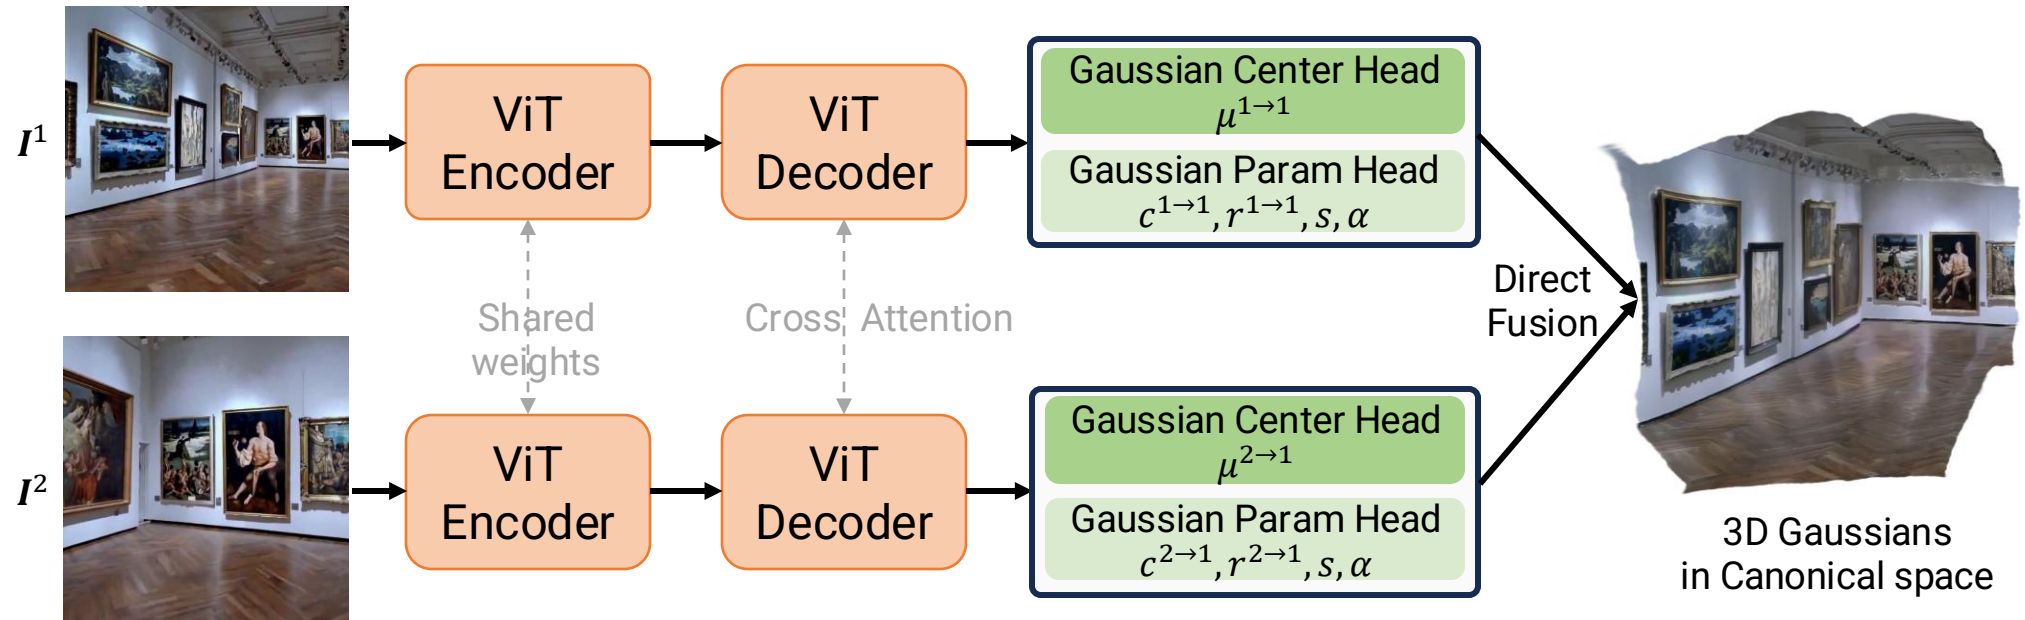 I¹
ViT
Encoder
ViT
Decoder
Gaussian Center Head
μ¹→¹
Gaussian Param Head
c¹→¹, r¹→¹, s, α
Shared
weights
Cross Attention
Direct
Fusion
I²
ViT
Encoder
ViT
Decoder
Gaussian Center Head
μ²→¹
Gaussian Param Head
c²→¹, r²→¹, s, α
3D Gaussians
in Canonical space